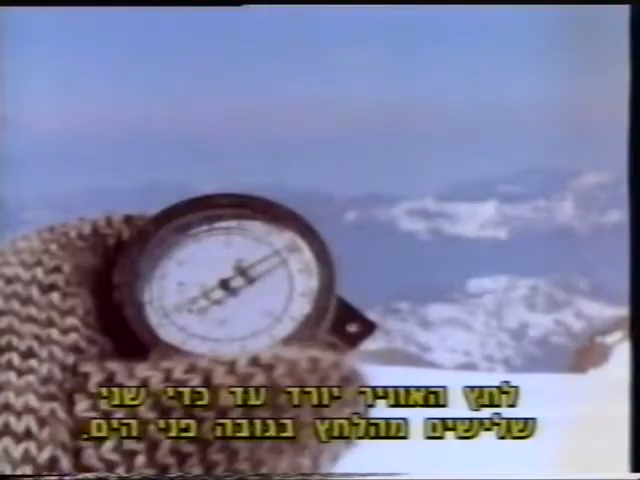 לחץ האוויר יורד עד כדי שני
שלישים מהלחץ בגובה פני הים.